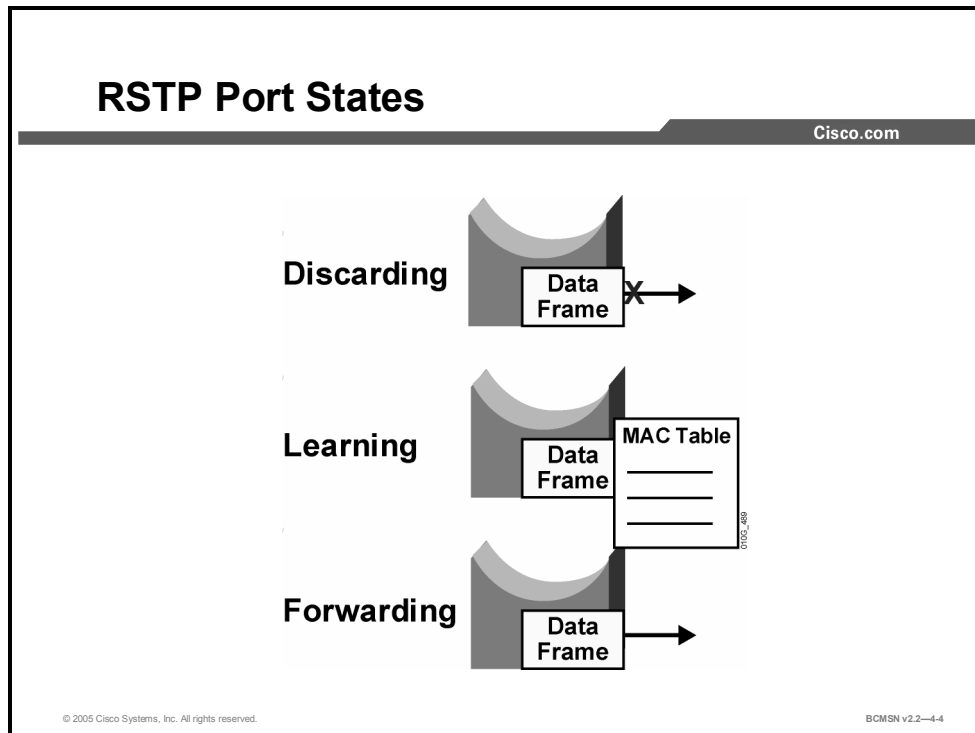 RSTP Port States
Cisco.com
Discarding
Data
Frame
X
Learning
Data
Frame
MAC Table
010G_489
Forwarding
Data
Frame
© 2005 Cisco Systems, Inc. All rights reserved.
BCMSN v2.2—4-4